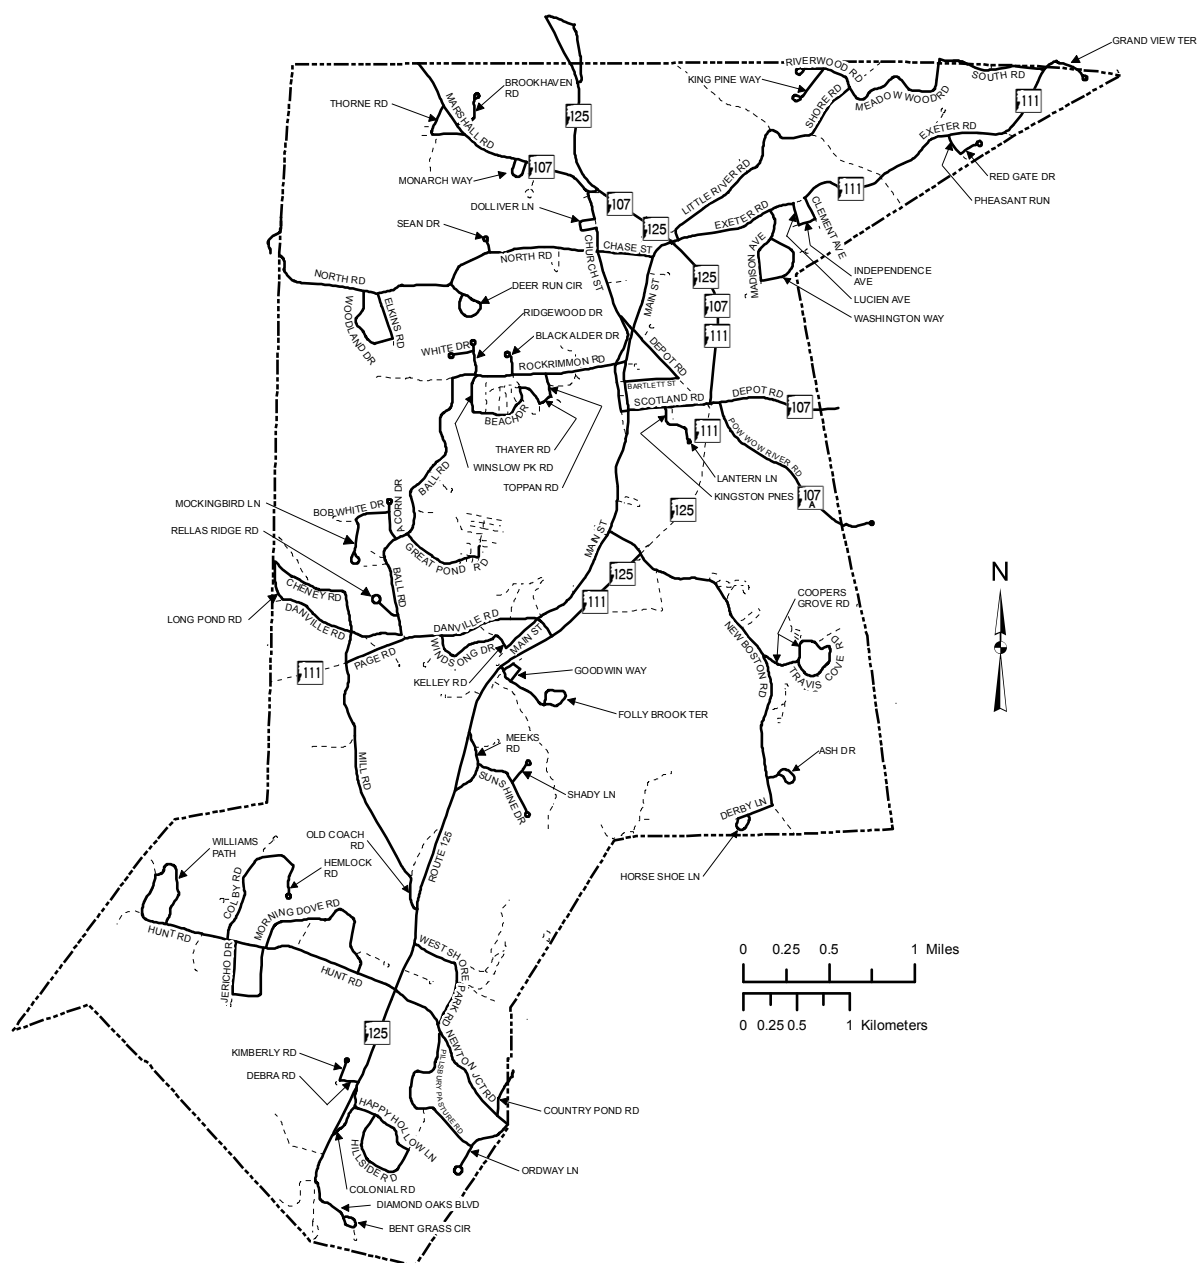 GRAND VIEW TER
RIVERWOOD RD
SOUTH RD
KING PINE WAY
BROOKHAVEN
RD
THORNE RD
MARSHALL RD
125
SHORE RD
MEADOWWOOD RD
111
EXETER RD
RED GATE DR
PHEASANT RUN
MONARCH WAY
107
LITTLE RIVER RD
111
DOLLIVER LN
107
125
EXETER RD
CLEMENT AVE
SEAN DR
CHURCH ST
CHASE ST
NORTH RD
MADISON AVE
INDEPENDENCE
AVE
LUCIEN AVE
WASHINGTON WAY
NORTH RD
DEER RUN CIR
125
107
111
MAIN ST
WOODLAND DR
ELKINS RD
RIDGEWOOD DR
BLACKALDER DR
WHITE DR
ROCKRIMMON RD
DEPOT RD
BARTLETT ST
SCOTLAND RD
DEPOT RD
107
BEACH DR
THAYER RD
WINSLOW PK RD
TOPPAN RD
111
POW WOW RIVER RD
LANTERN LN
KINGSTON PNES
107
A
BALL RD
MOCKINGBIRD LN
BOB WHITE DR
ACORN DR
RELLAS RIDGE RD
GREAT POND RD
125
MAIN ST
125
111
CHENEY RD
BALL RD
LONG POND RD
DANVILLE RD
DANVILLE RD
WINDSONG DR
MAIN ST
PAGE RD
111
KELLEY RD
GOODWIN WAY
FOLLY BROOK TER
COOPERS
GROVE RD
NEW BOSTON RD
TRAVIS COVE RD
N
MEEKS
RD
SUNSHINE DR
SHADY LN
ASH DR
MILL RD
DERBY LN
HORSE SHOE LN
OLD COACH
RD
ROUTE 125
WILLIAMS
PATH
COLBY RD
HEMLOCK
RD
MORNING DOVE RD
HUNT RD
JERICHO DR
HUNT RD
WEST SHORE PARK RD
0 0.25 0.5 1 Miles
0 0.25 0.5 1 Kilometers
125
NEWTON JCT RD
KIMBERLY RD
DEBRA RD
PILLSBURY PASTURE RD
COUNTRY POND RD
HAPPY HOLLOW LN
HILLSIDE RD
ORDWAY LN
COLONIAL RD
DIAMOND OAKS BLVD
BENT GRASS CIR